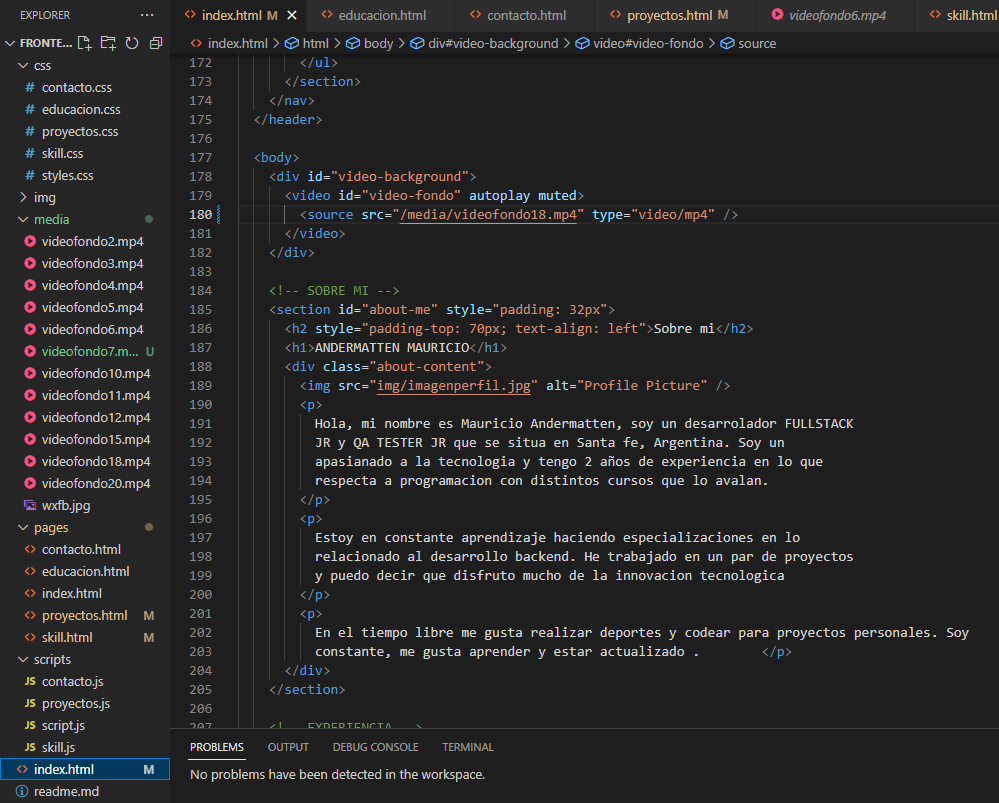 EXPLORER ···
FRONTE...
css
# contacto.css
# educacion.css
# proyectos.css
# skill.css
# styles.css
img
media
videofondo2.mp4
videofondo3.mp4
videofondo4.mp4
videofondo5.mp4
videofondo6.mp4
videofondo7.m... U
videofondo10.mp4
videofondo11.mp4
videofondo12.mp4
videofondo15.mp4
videofondo18.mp4
videofondo20.mp4
wxfb.jpg
pages
<> contacto.html
<> educacion.html
<> index.html
<> proyectos.html M
<> skill.html M
scripts
JS contacto.js
JS proyectos.js
JS script.js
JS skill.js
<> index.html M
readme.md
<> index.html M × <> educacion.html <> contacto.html <> proyectos.html M videofondo6.mp4 <> skill.html
<> index.html > html > body > div#video-background > video#video-fondo > source
172 </ul>
173 </section>
174 </nav>
175 </header>
176
177 <body>
178 <div id="video-background">
179 <video id="video-fondo" autoplay muted>
180 <source src="/media/videofondo18.mp4" type="video/mp4" />
181 </video>
182 </div>
183
184 <!-- SOBRE MI -->
185 <section id="about-me" style="padding: 32px">
186 <h2 style="padding-top: 70px; text-align: left">Sobre mi</h2>
187 <h1>ANDERMATTEN MAURICIO</h1>
188 <div class="about-content">
189 <img src="img/imagenperfil.jpg" alt="Profile Picture" />
190 <p>
191 Hola, mi nombre es Mauricio Andermatten, soy un desarrolador FULLSTACK
192 JR y QA TESTER JR que se situa en Santa fe, Argentina. Soy un
193 apasianado a la tecnologia y tengo 2 años de experiencia en lo que
194 respecta a programacion con distintos cursos que lo avalan.
195 </p>
196 <p>
197 Estoy en constante aprendizaje haciendo especializaciones en lo
198 relacionado al desarrollo backend. He trabajado en un par de proyectos
199 y puedo decir que disfruto mucho de la innovacion tecnologica
200 </p>
201 <p>
202 En el tiempo libre me gusta realizar deportes y codear para proyectos personales. Soy
203 constante, me gusta aprender y estar actualizado . </p>
204 </div>
205 </section>
206
207 <!-- EXPERIENCIA -->
PROBLEMS OUTPUT DEBUG CONSOLE TERMINAL
No problems have been detected in the workspace.